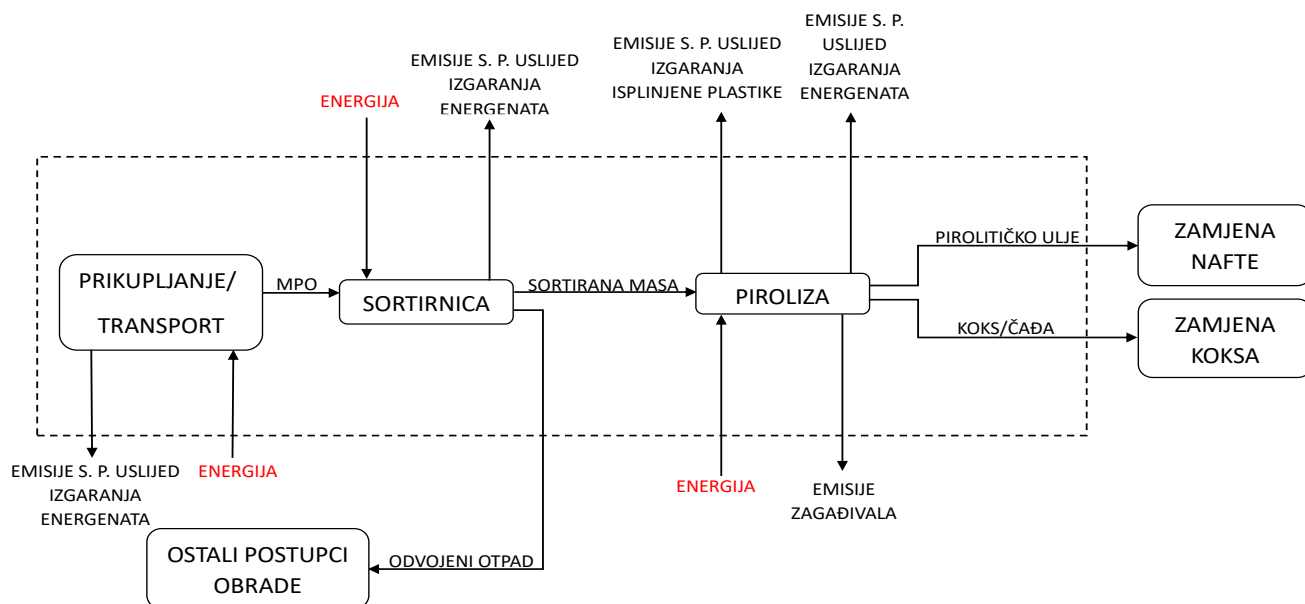 EMISIJE S. P. USLIJED
IZGARANJA
ENERGENATA
ENERGIJA
EMISIJE S. P. USLIJED
IZGARANJA
ISPLINJENE PLASTIKE
EMISIJE S. P.
USLIJED
IZGARANJA
ENERGENATA
PRIKUPLJANJE/
TRANSPORT
MPO
SORTIRNICA
SORTIRANA MASA
PIROLIZA
PIROLITIČKO ULJE
ZAMJENA
NAFTE
KOKS/ČAĐA
ZAMJENA
KOKSA
EMISIJE S. P. USLIJED
IZGARANJA
ENERGENATA
ENERGIJA
ENERGIJA
EMISIJE
ZAGAĐIVALA
OSTALI POSTUPCI
OBRADE
ODVOJENI OTPAD